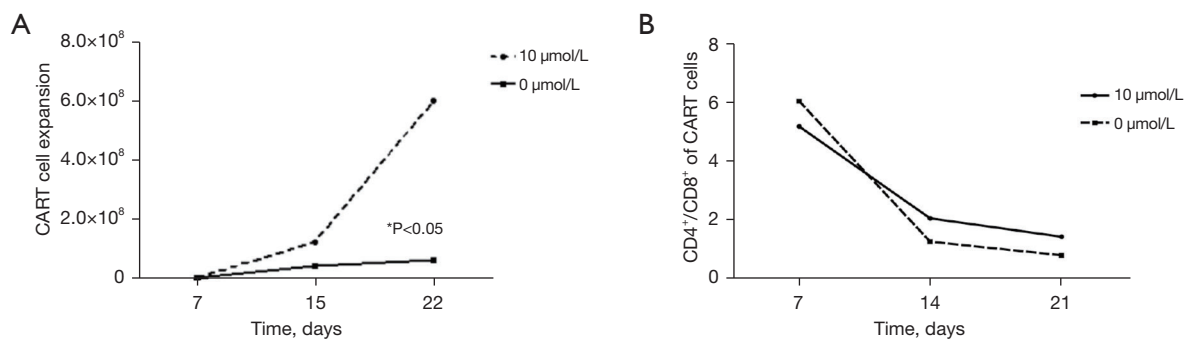 A
CART cell expansion
8.0×10⁸
6.0×10⁸
4.0×10⁸
2.0×10⁸
0
7 15 22
Time, days
10 μmol/L
0 μmol/L
*P<0.05
B
CD4⁺/CD8⁺ of CART cells
8
6
4
2
0
7 14 21
Time, days
10 μmol/L
0 μmol/L